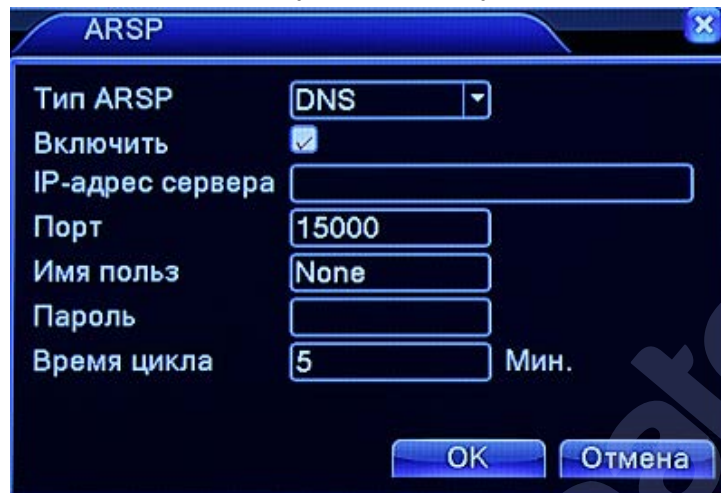 ARSP
Тип ARSP DNS
Включить
IP-адрес сервера
Порт 15000
Имя польз None
Пароль
Время цикла 5 Мин.
OK Отмена